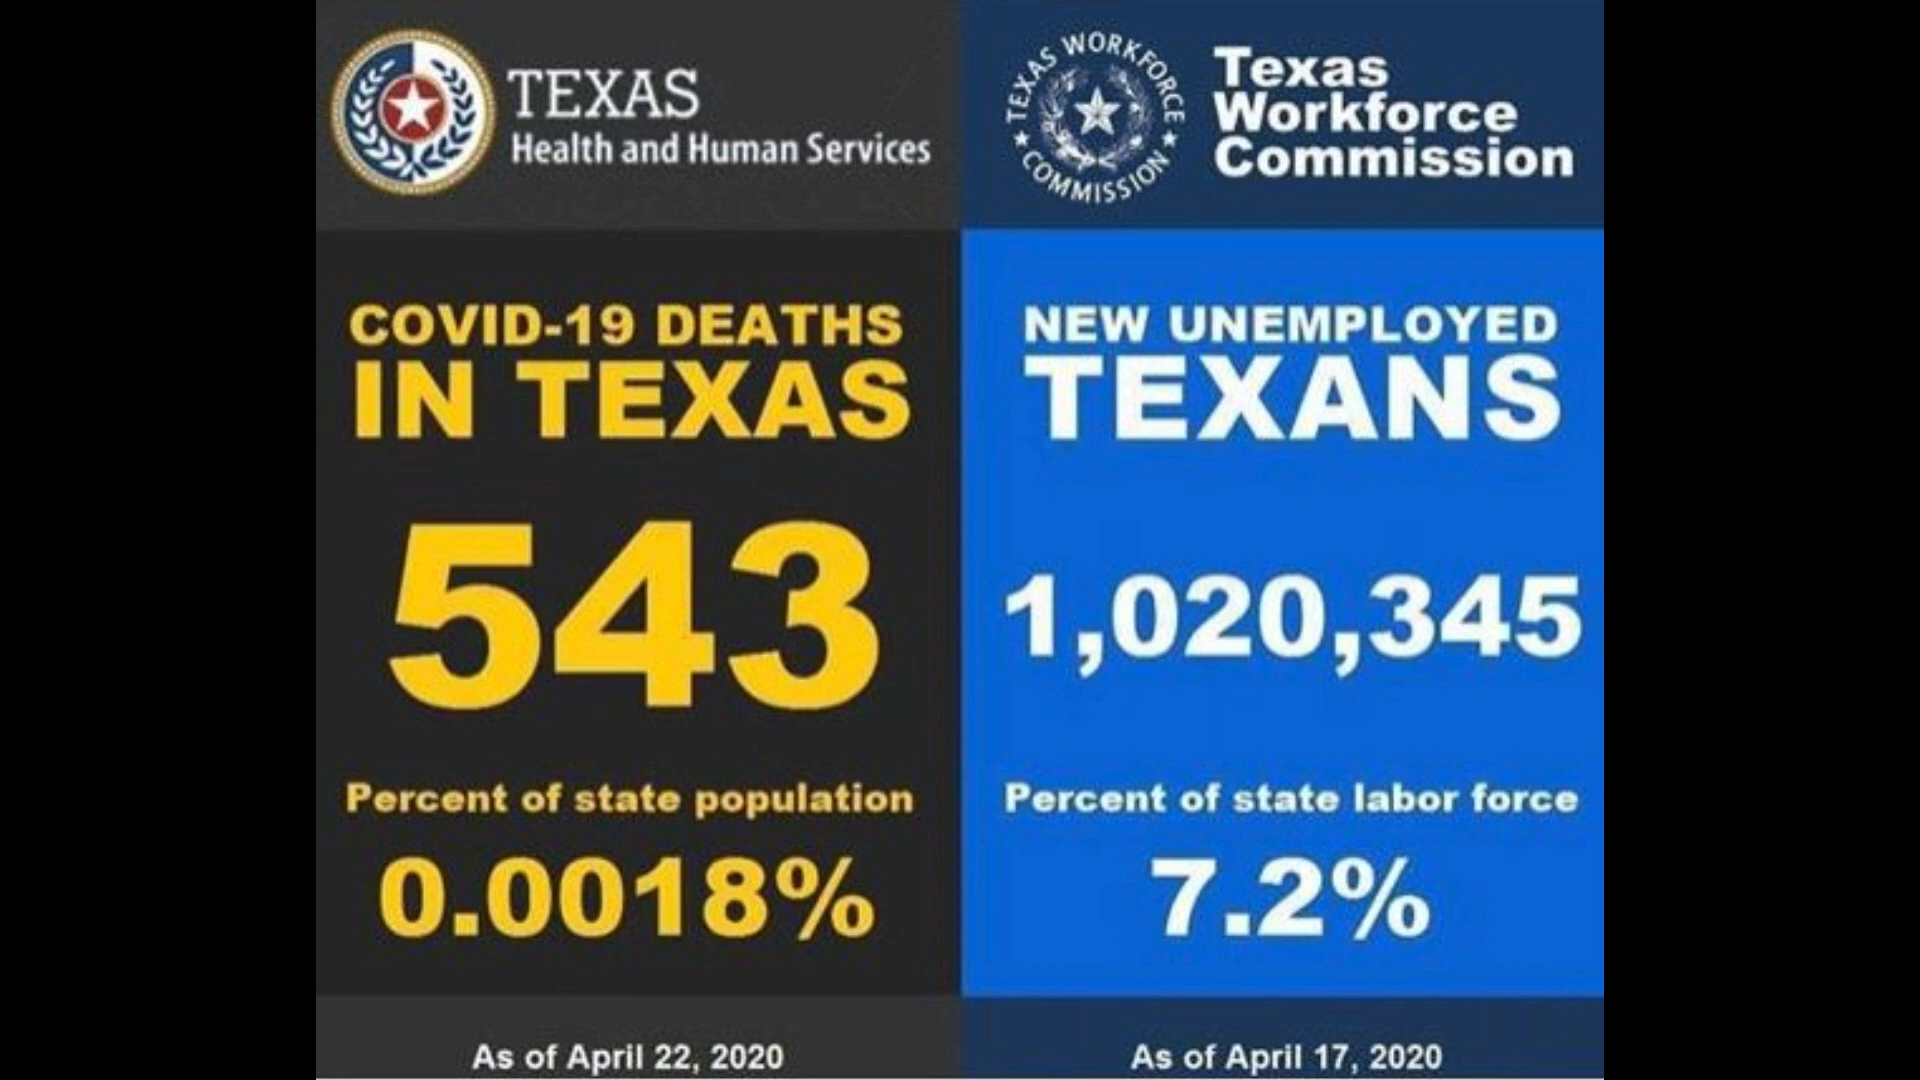 TEXAS
Health and Human Services
COVID-19 DEATHS
IN TEXAS
543
Percent of state population
0.0018%
As of April 22, 2020
TEXAS WORKFORCE
COMMISSION
Texas
Workforce
Commission
NEW UNEMPLOYED
TEXANS
1,020,345
Percent of state labor force
7.2%
As of April 17, 2020